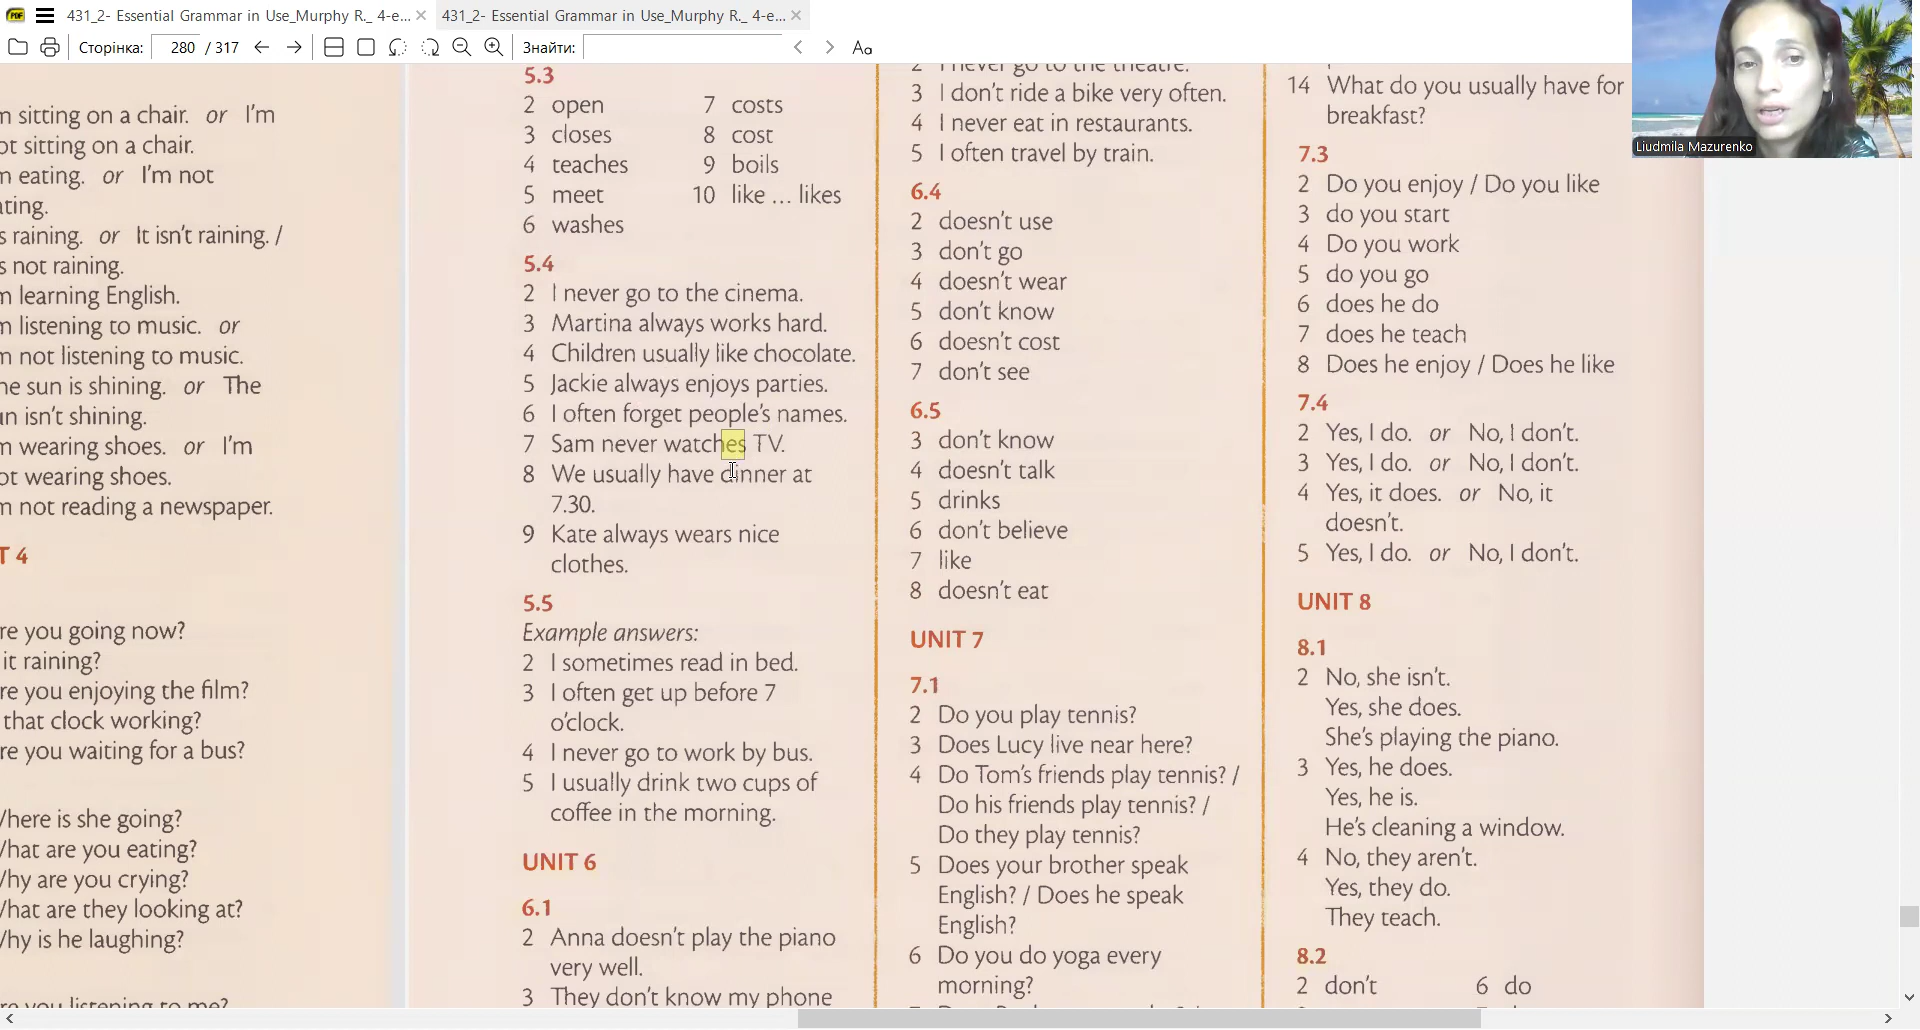 431_2- Essential Grammar in Use_Murphy R._ 4-e...
431_2- Essential Grammar in Use_Murphy R._ 4-e...
Сторінка: 280 / 317
Знайти:
Aa
Liudmila Mazurenko
sitting on a chair. or I'm
sitting on a chair.
eating. or I'm not
raining. or It isn't raining. /
not raining.
learning English.
listening to music. or
not listening to music.
sun is shining. or The
isn't shining.
wearing shoes. or I'm
wearing shoes.
not reading a newspaper.
4
you going now?
it raining?
you enjoying the film?
that clock working?
you waiting for a bus?
is she going?
are you eating?
are you crying?
are they looking at?
is he laughing?
you listening to me?
5.3
2 open 7 costs
3 closes 8 cost
4 teaches 9 boils
5 meet 10 like ... likes
6 washes
5.4
2 I never go to the cinema.
3 Martina always works hard.
4 Children usually like chocolate.
5 Jackie always enjoys parties.
6 I often forget people's names.
7 Sam never watches TV.
8 We usually have dinner at
7.30.
9 Kate always wears nice
clothes.
5.5
Example answers:
2 I sometimes read in bed.
3 I often get up before 7
o'clock.
4 I never go to work by bus.
5 I usually drink two cups of
coffee in the morning.
UNIT 6
6.1
2 Anna doesn't play the piano
very well.
3 They don't know my phone
2 I never go to the theatre.
3 I don't ride a bike very often.
4 I never eat in restaurants.
5 I often travel by train.
6.4
2 doesn't use
3 don't go
4 doesn't wear
5 don't know
6 doesn't cost
7 don't see
6.5
3 don't know
4 doesn't talk
5 drinks
6 don't believe
7 like
8 doesn't eat
UNIT 7
7.1
2 Do you play tennis?
3 Does Lucy live near here?
4 Do Tom's friends play tennis? /
Do his friends play tennis? /
Do they play tennis?
5 Does your brother speak
English? / Does he speak
English?
6 Do you do yoga every
morning?
14 What do you usually have for
breakfast?
7.3
2 Do you enjoy / Do you like
3 do you start
4 Do you work
5 do you go
6 does he do
7 does he teach
8 Does he enjoy / Does he like
7.4
2 Yes, I do. or No, I don't.
3 Yes, I do. or No, I don't.
4 Yes, it does. or No, it
doesn't.
5 Yes, I do. or No, I don't.
UNIT 8
8.1
2 No, she isn't.
Yes, she does.
She's playing the piano.
3 Yes, he does.
Yes, he is.
He's cleaning a window.
4 No, they aren't.
Yes, they do.
They teach.
8.2
2 don't 6 do